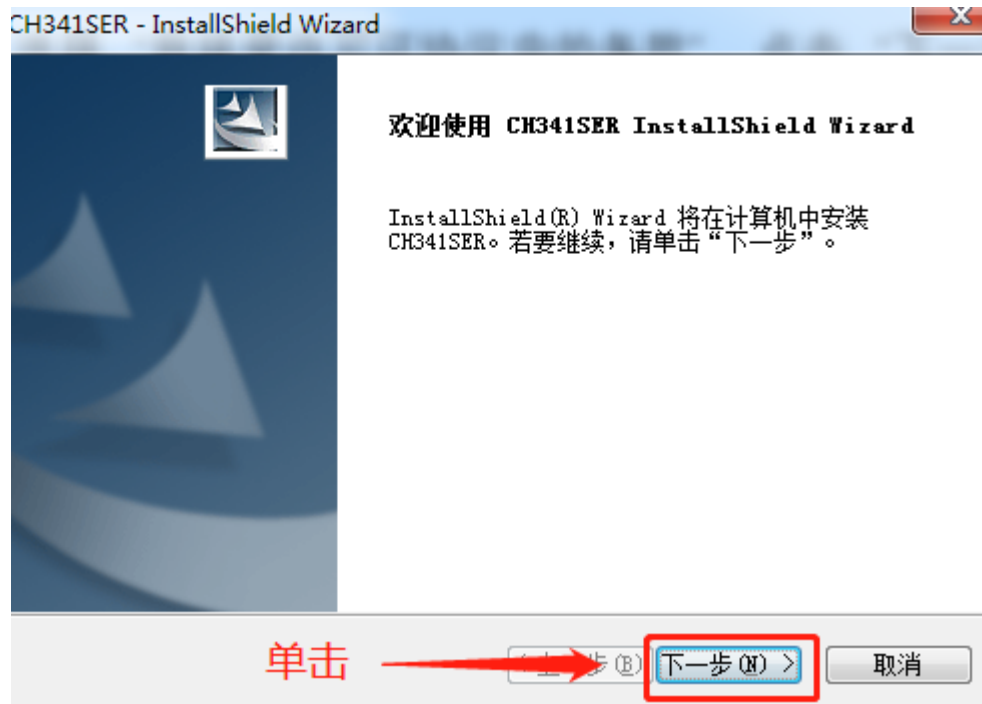 CH341SER - InstallShield Wizard
欢迎使用 CH341SER InstallShield Wizard
InstallShield(R) Wizard 将在计算机中安装
CH341SER。若要继续，请单击“下一步”。
单击
步(B)
下一步(N) >
取消